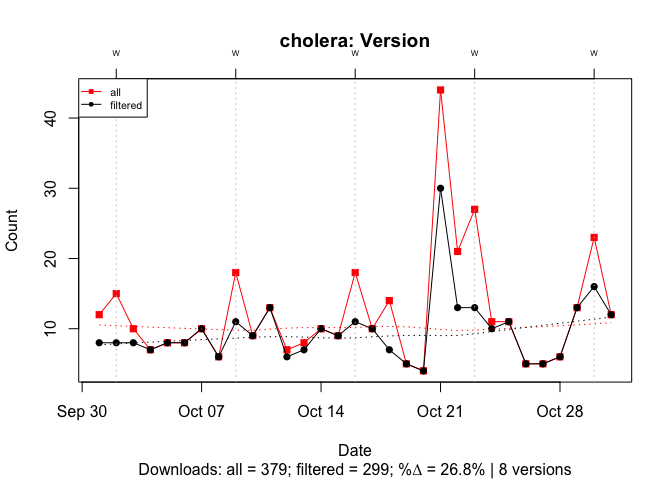 cholera: Version
w w w w w
all
filtered
Count
10 20 30 40
Sep 30 Oct 07 Oct 14 Oct 21 Oct 28
Date
Downloads: all = 379; filtered = 299; %Δ = 26.8% | 8 versions